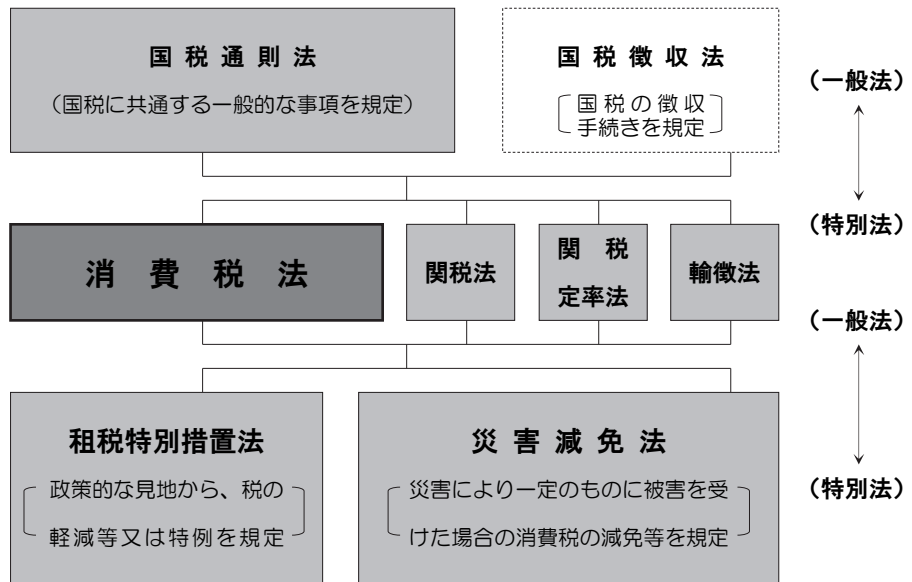 国税通則法
（国税に共通する一般的な事項を規定）
国税徴収法
国税の徴収
手続きを規定
（一般法）
（特別法）
消費税法
関税法
関税
定率法
輸徴法
（一般法）
租税特別措置法
政策的な見地から、税の
軽減等又は特例を規定
災害減免法
災害により一定のものに被害を受
けた場合の消費税の減免等を規定
（特別法）